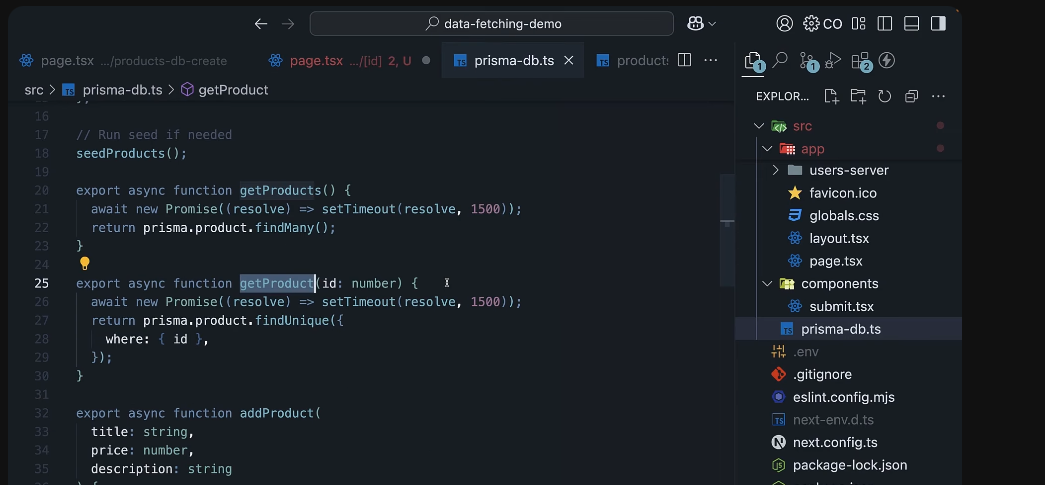 data-fetching-demo
CO
page.tsx .../products-db-create
page.tsx .../[id] 2, U
prisma-db.ts
product:
src > prisma-db.ts > getProduct
EXPLOR...
1
1
2
16
17 // Run seed if needed
18 seedProducts();
19
20 export async function getProducts() {
21 await new Promise((resolve) => setTimeout(resolve, 1500));
22 return prisma.product.findMany();
23 }
24
25 export async function getProduct(id: number) {
26 await new Promise((resolve) => setTimeout(resolve, 1500));
27 return prisma.product.findUnique({
28 where: { id },
29 });
30 }
31
32 export async function addProduct(
33 title: string,
34 price: number,
35 description: string
src
app
users-server
favicon.ico
globals.css
layout.tsx
page.tsx
components
submit.tsx
prisma-db.ts
.env
.gitignore
eslint.config.mjs
next-env.d.ts
next.config.ts
package-lock.json